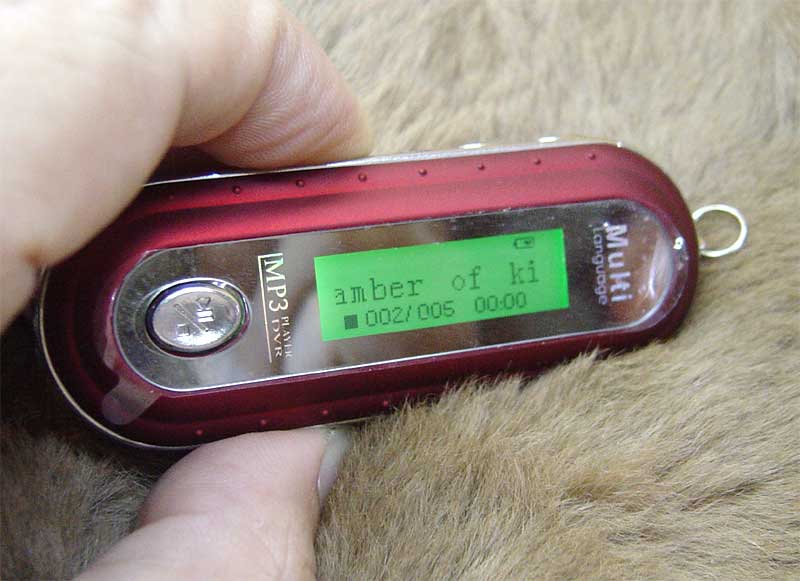 MP3
PLAYER
DVR
amber of ki
002/005 00:00
Multi
Language